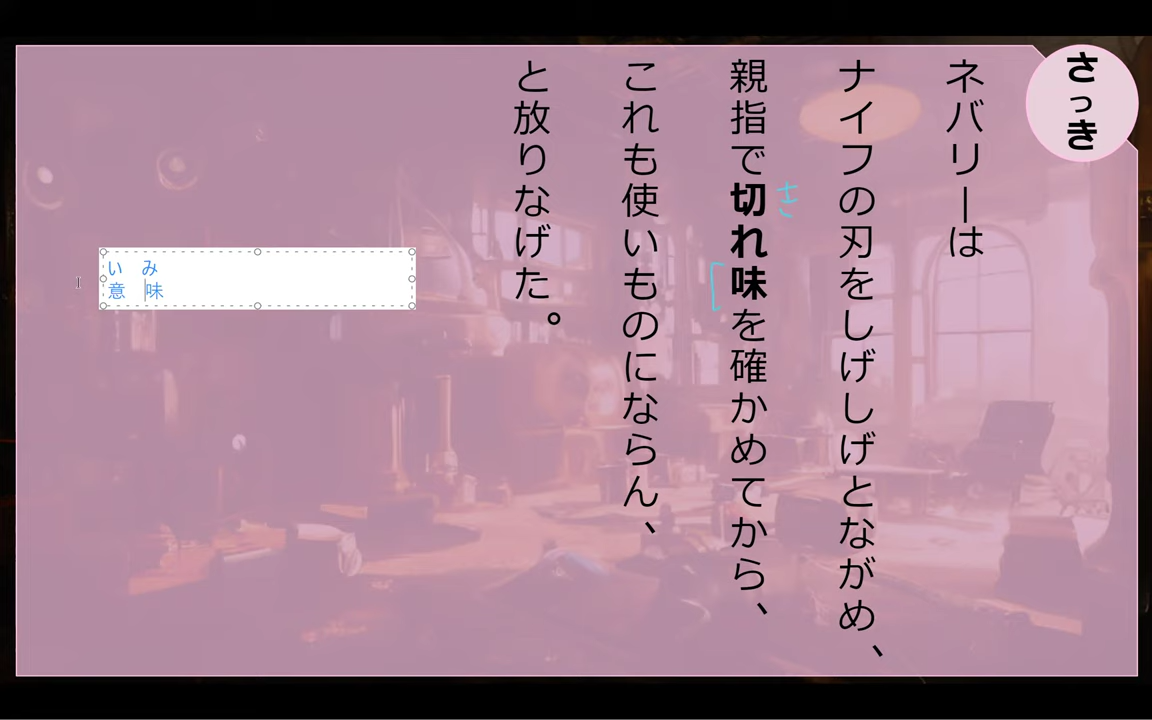 さっき
ネバリーは
ナイフの刃をしげしげとながめ、
親指で切れ味を確かめてから、
き
これも使いものにならん、
と放りなげた。
い み
意 味